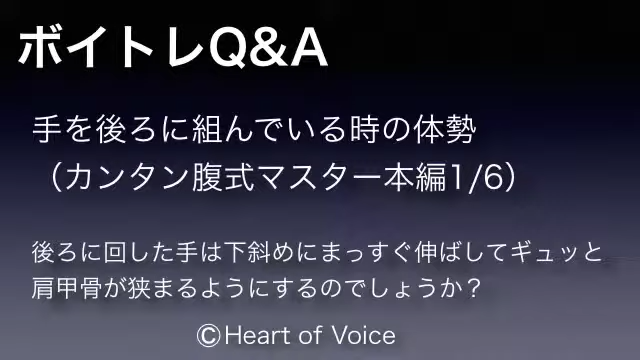 ボイトレQ&A
手を後ろに組んでいる時の体勢
（カンタン腹式マスター本編1/6）
後ろに回した手は下斜めにまっすぐ伸ばしてギュッと
肩甲骨が狭まるようにするのでしょうか？
©Heart of Voice